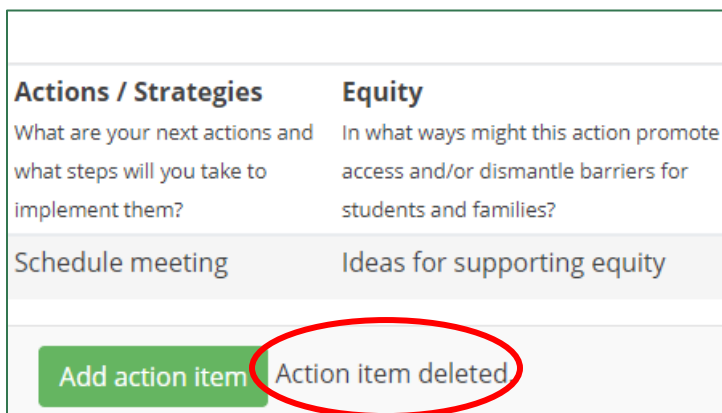 Actions / Strategies
What are your next actions and
what steps will you take to
implement them?
Equity
In what ways might this action promote
access and/or dismantle barriers for
students and families?
Schedule meeting
Ideas for supporting equity
Add action item
Action item deleted.